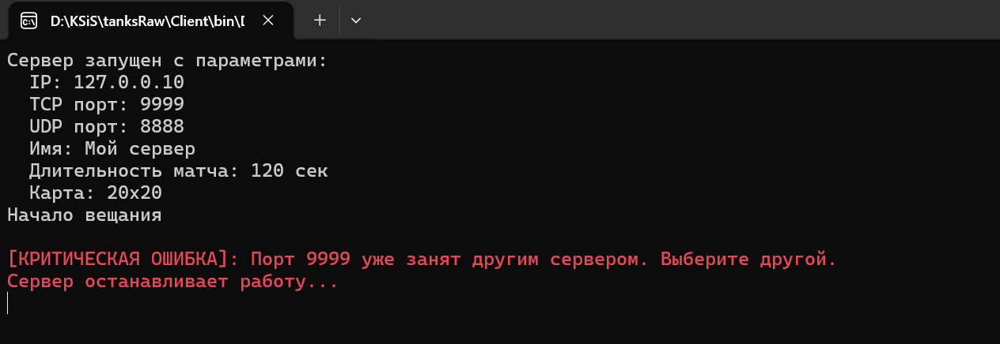 D:\KSiS\tanksRaw\Client\bin\
Сервер запущен с параметрами:
IP: 127.0.0.10
TCP порт: 9999
UDP порт: 8888
Имя: Мой сервер
Длительность матча: 120 сек
Карта: 20x20
Начало вещания
[КРИТИЧЕСКАЯ ОШИБКА]: Порт 9999 уже занят другим сервером. Выберите другой.
Сервер останавливает работу...